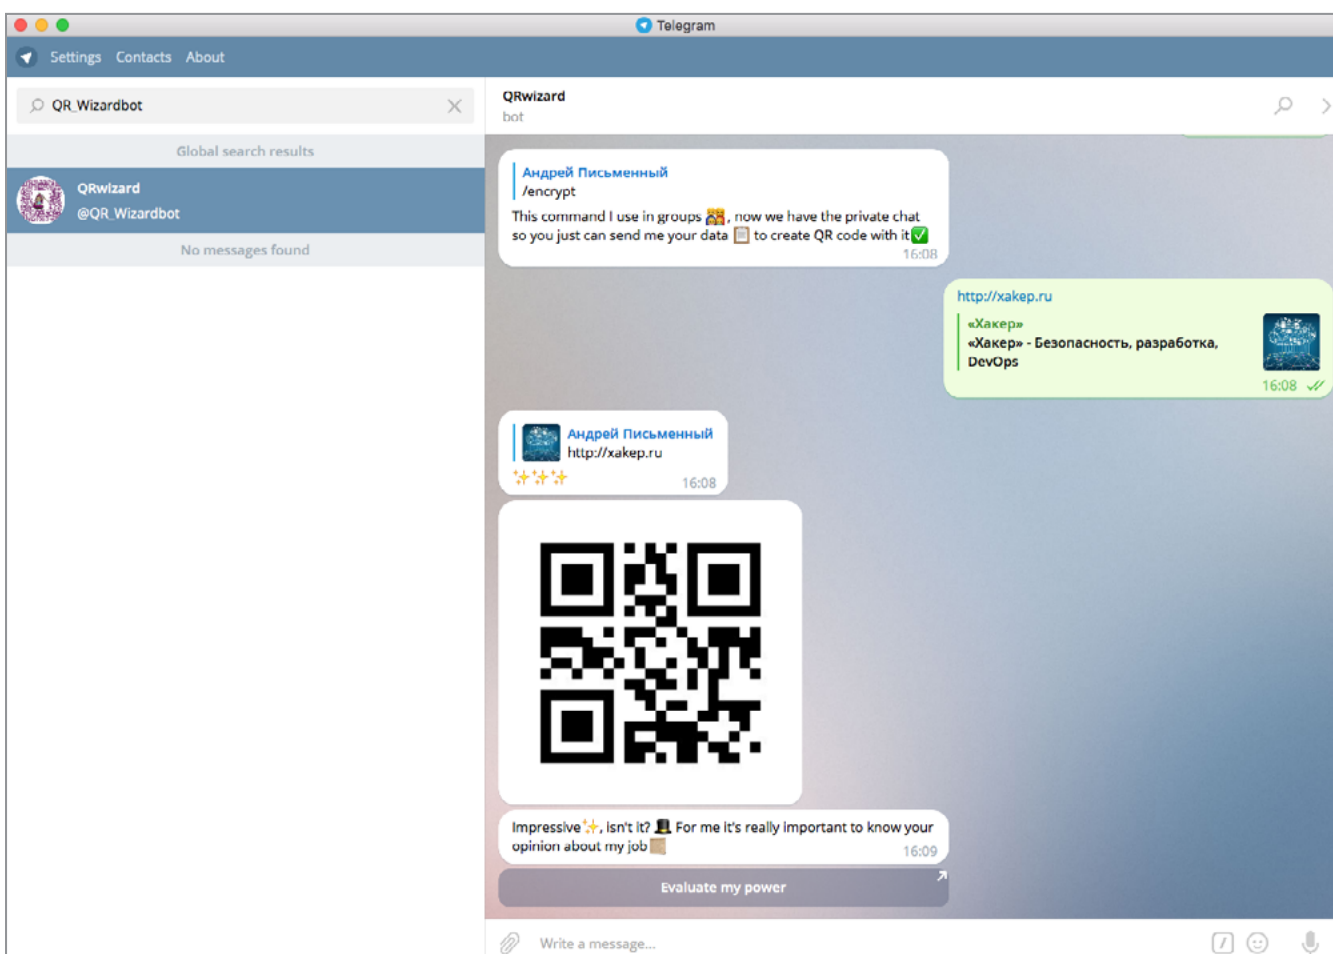 Telegram
Settings Contacts About
QR_Wizardbot
Global search results
QRwizard
@QR_Wizardbot
No messages found
QRwizard
bot
Андрей Письменный
/encrypt
This command I use in groups 👯, now we have the private chat
so you just can send me your data 📋 to create QR code with it✅
16:08
http://xakep.ru
«Хакер»
«Хакер» - Безопасность, разработка,
DevOps
16:08
Андрей Письменный
http://xakep.ru
✨✨✨
16:08
Impressive✨, isn't it? 🎩 For me it's really important to know your
opinion about my job
16:09
Evaluate my power
Write a message...